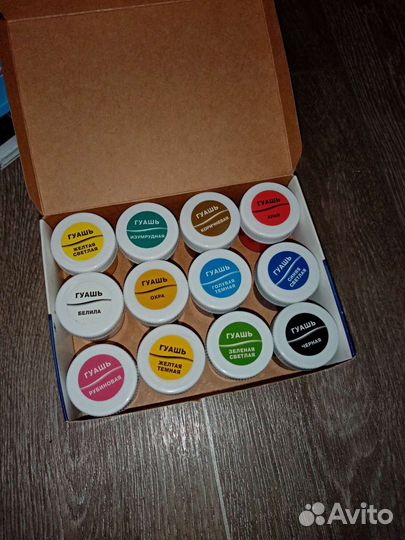 ГУАШЬ
ЖЕЛТАЯ
СВЕТЛАЯ
ГУАШЬ
ИЗУМРУДНАЯ
ГУАШЬ
КОРИЧНЕВАЯ
ГУАШЬ
АЛАЯ
ГУАШЬ
БЕЛИЛА
ГУАШЬ
ОХРА
ГУАШЬ
ГОЛУБАЯ
ТЕМНАЯ
ГУАШЬ
СИНЯЯ
СВЕТЛАЯ
ГУАШЬ
РУБИНОВАЯ
ГУАШЬ
ЖЕЛТАЯ
ТЕМНАЯ
ГУАШЬ
ЗЕЛЕНАЯ
СВЕТЛАЯ
ГУАШЬ
ЧЕРНАЯ
Avito